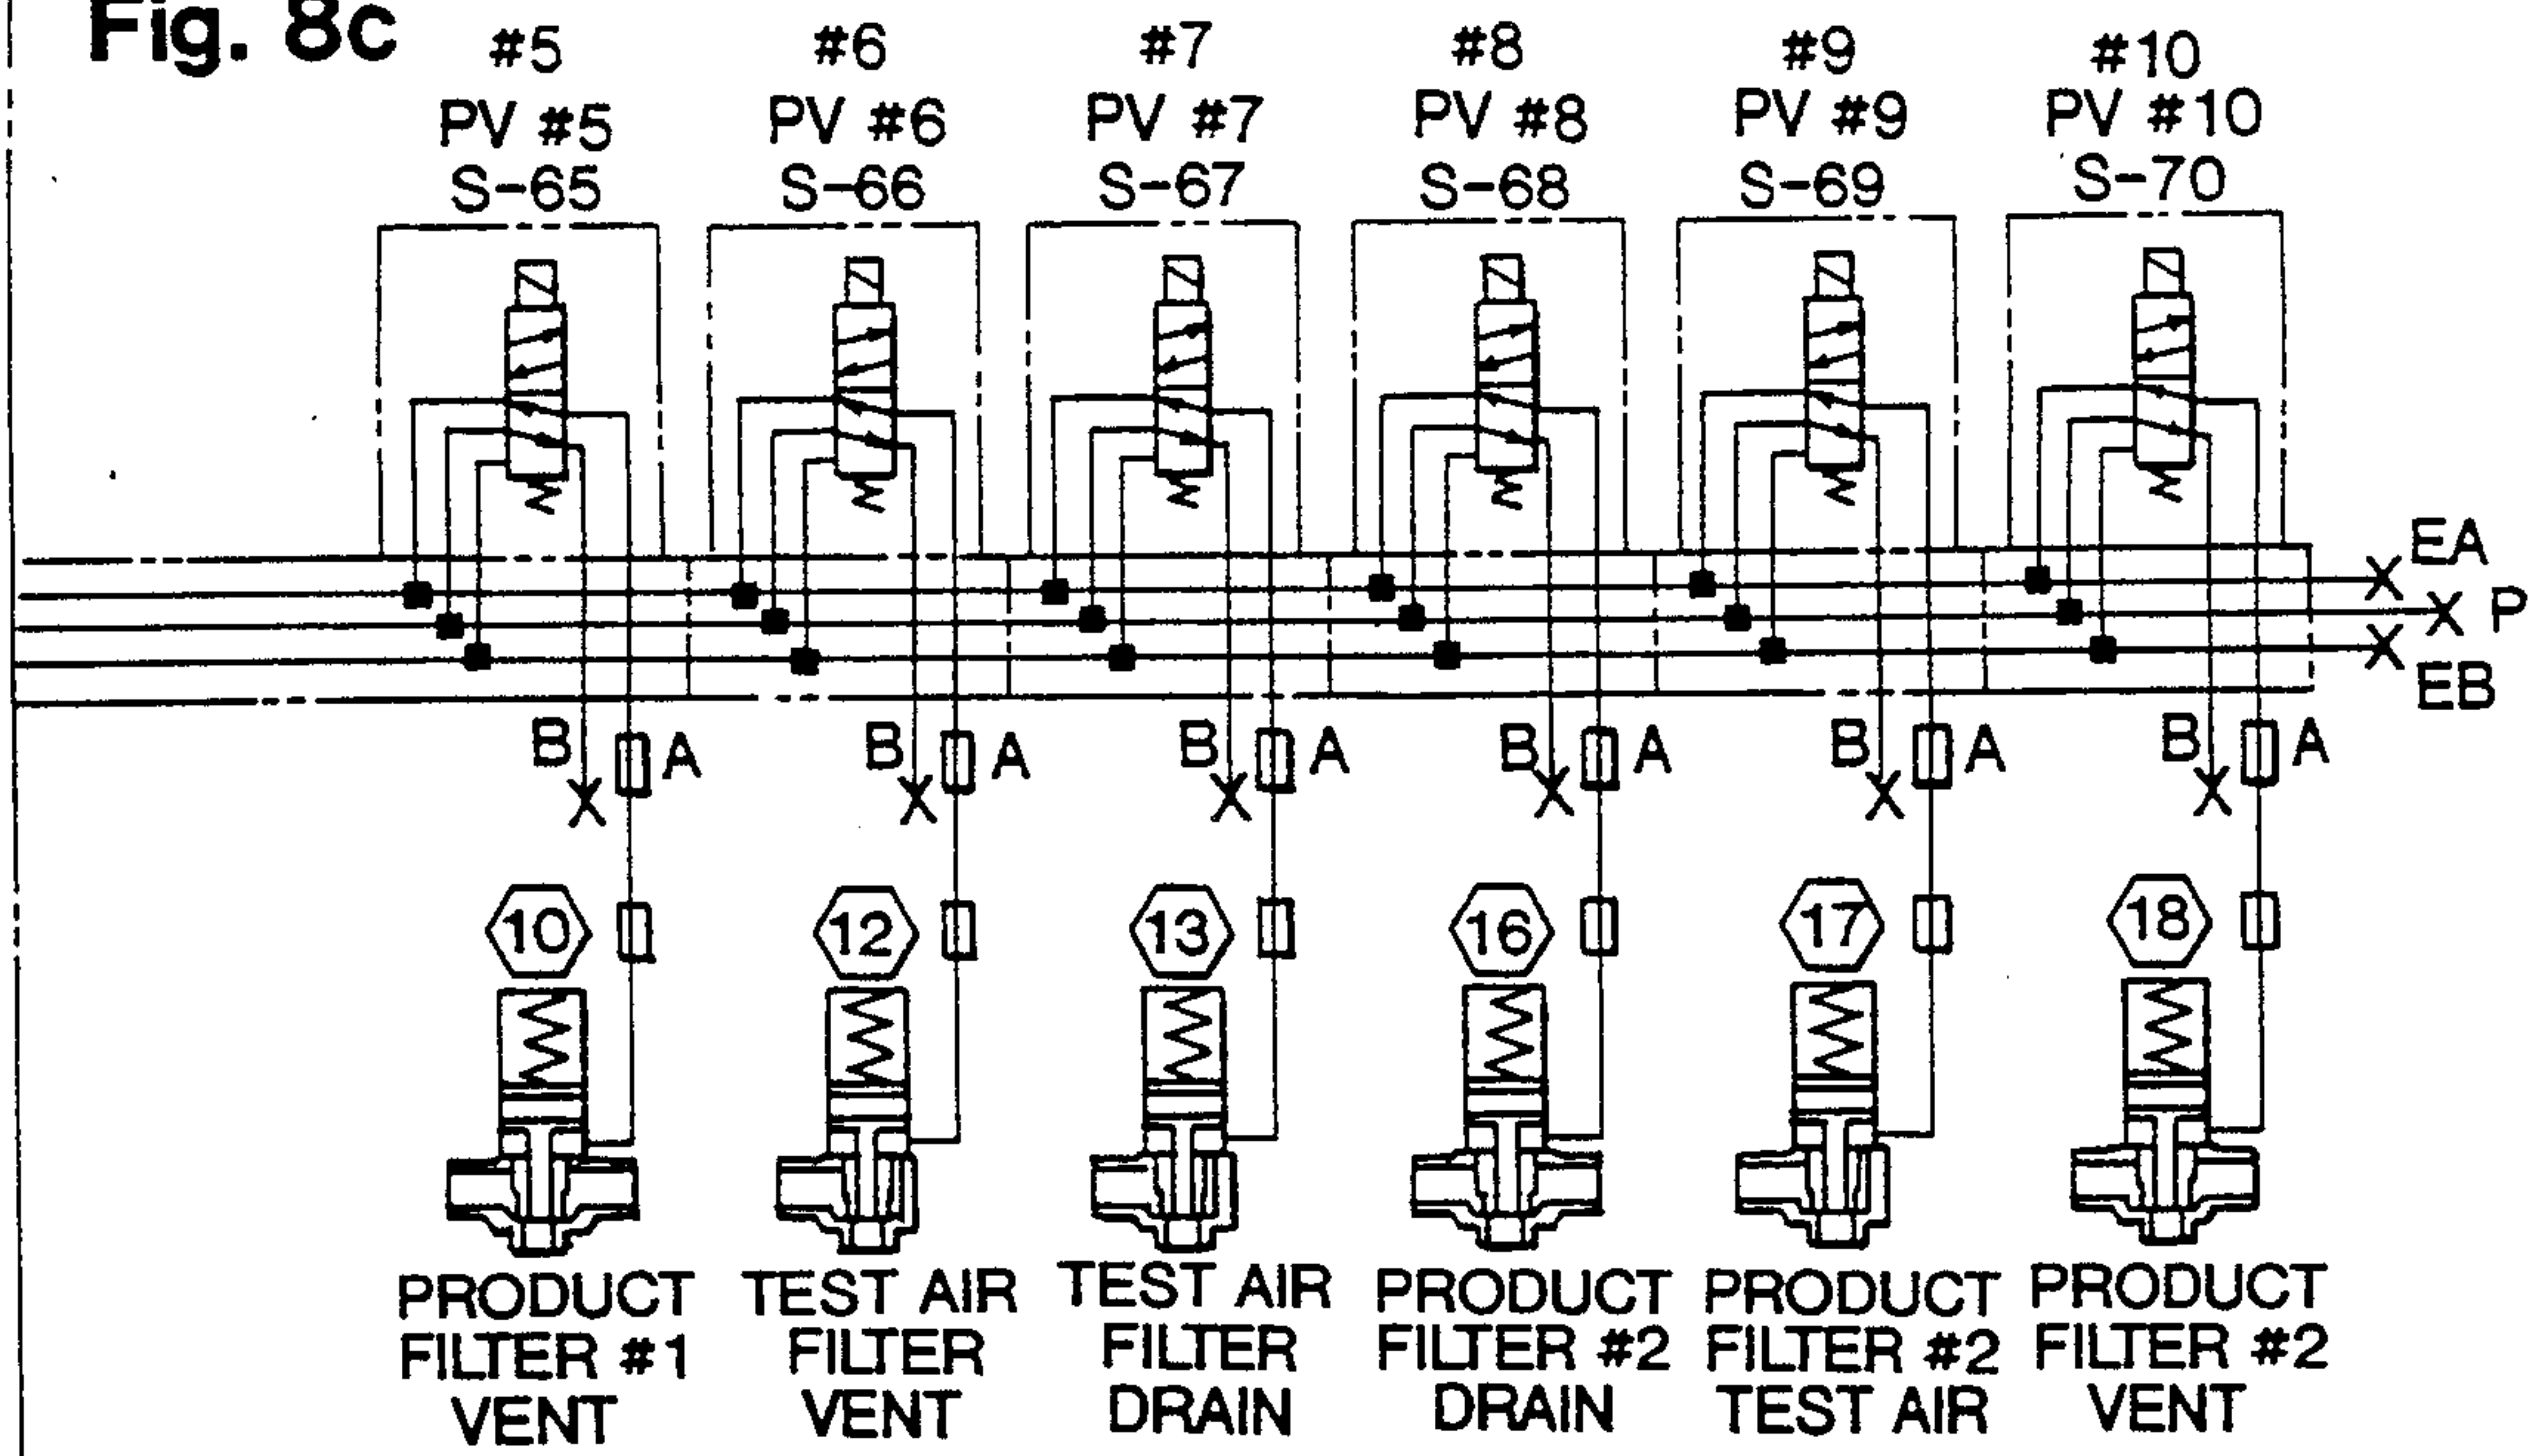 Fig. 8c
#5 #6 #7 #8 #9 #10
PV #5 PV #6 PV #7 PV #8 PV #9 PV #10
S-65 S-66 S-67 S-68 S-69 S-70
EA
P
EB
B A B A B A B A B A B A
10 12 13 16 17 18
PRODUCT TEST AIR TEST AIR PRODUCT PRODUCT PRODUCT
FILTER #1 FILTER FILTER FILTER #2 FILTER #2 FILTER #2
VENT VENT DRAIN DRAIN TEST AIR VENT